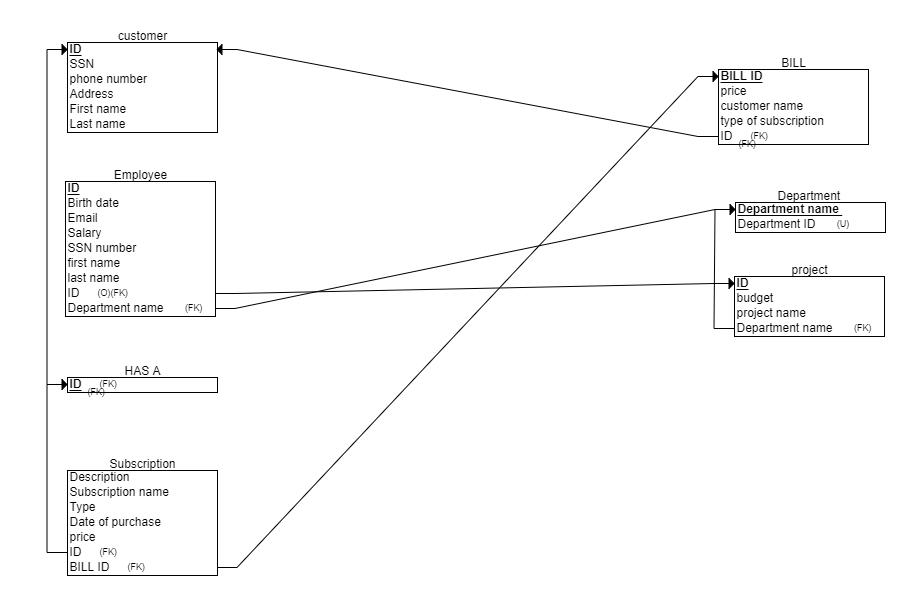 customer
ID
SSN
phone number
Address
First name
Last name
Employee
ID
Birth date
Email
Salary
SSN number
first name
last name
ID (O)(FK)
Department name (FK)
HAS A
ID (FK)
(FK)
Subscription
Description
Subscription name
Type
Date of purchase
price
ID (FK)
BILL ID (FK)
BILL
BILL ID
price
customer name
type of subscription
ID (FK)
(FK)
Department
Department name
Department ID (U)
project
ID
budget
project name
Department name (FK)